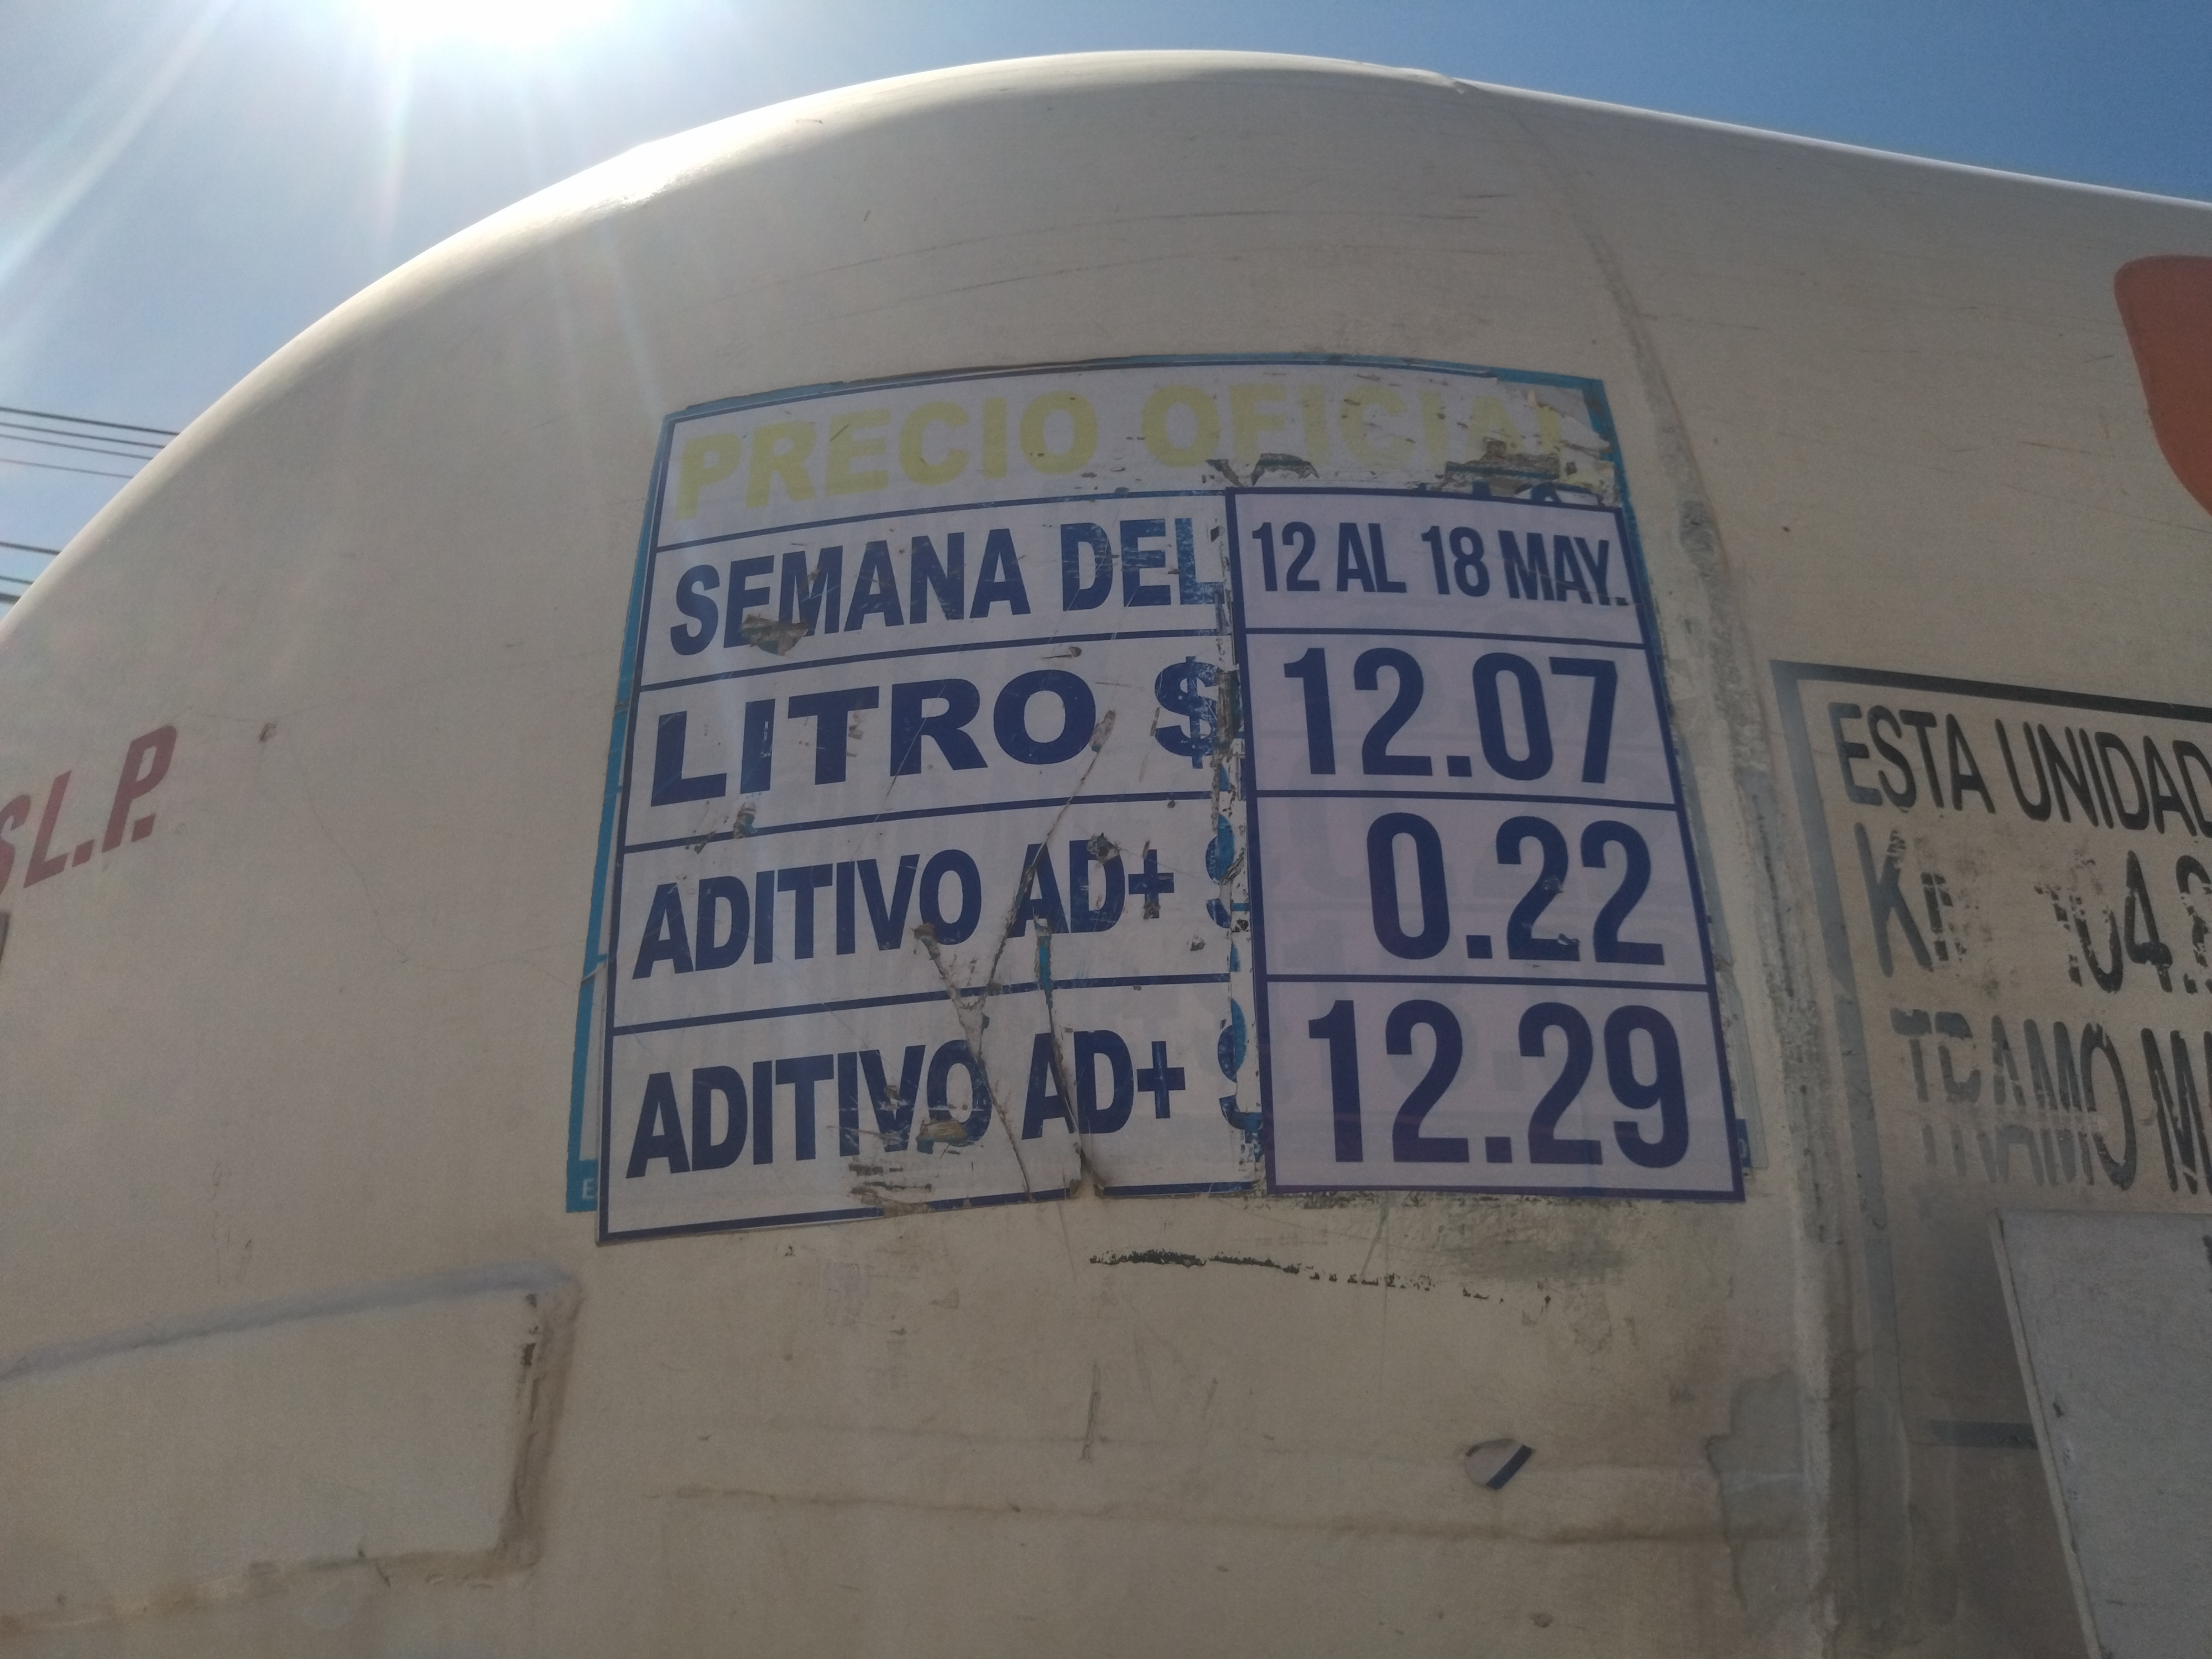 PRECIO OFICIAL
SEMANA DEL 12 AL 18 MAY.
LITRO $ 12.07
ADITIVO AD+ $ 0.22
ADITIVO AD+ $ 12.29
S.L.P.
ESTA UNIDAD
TRAMO